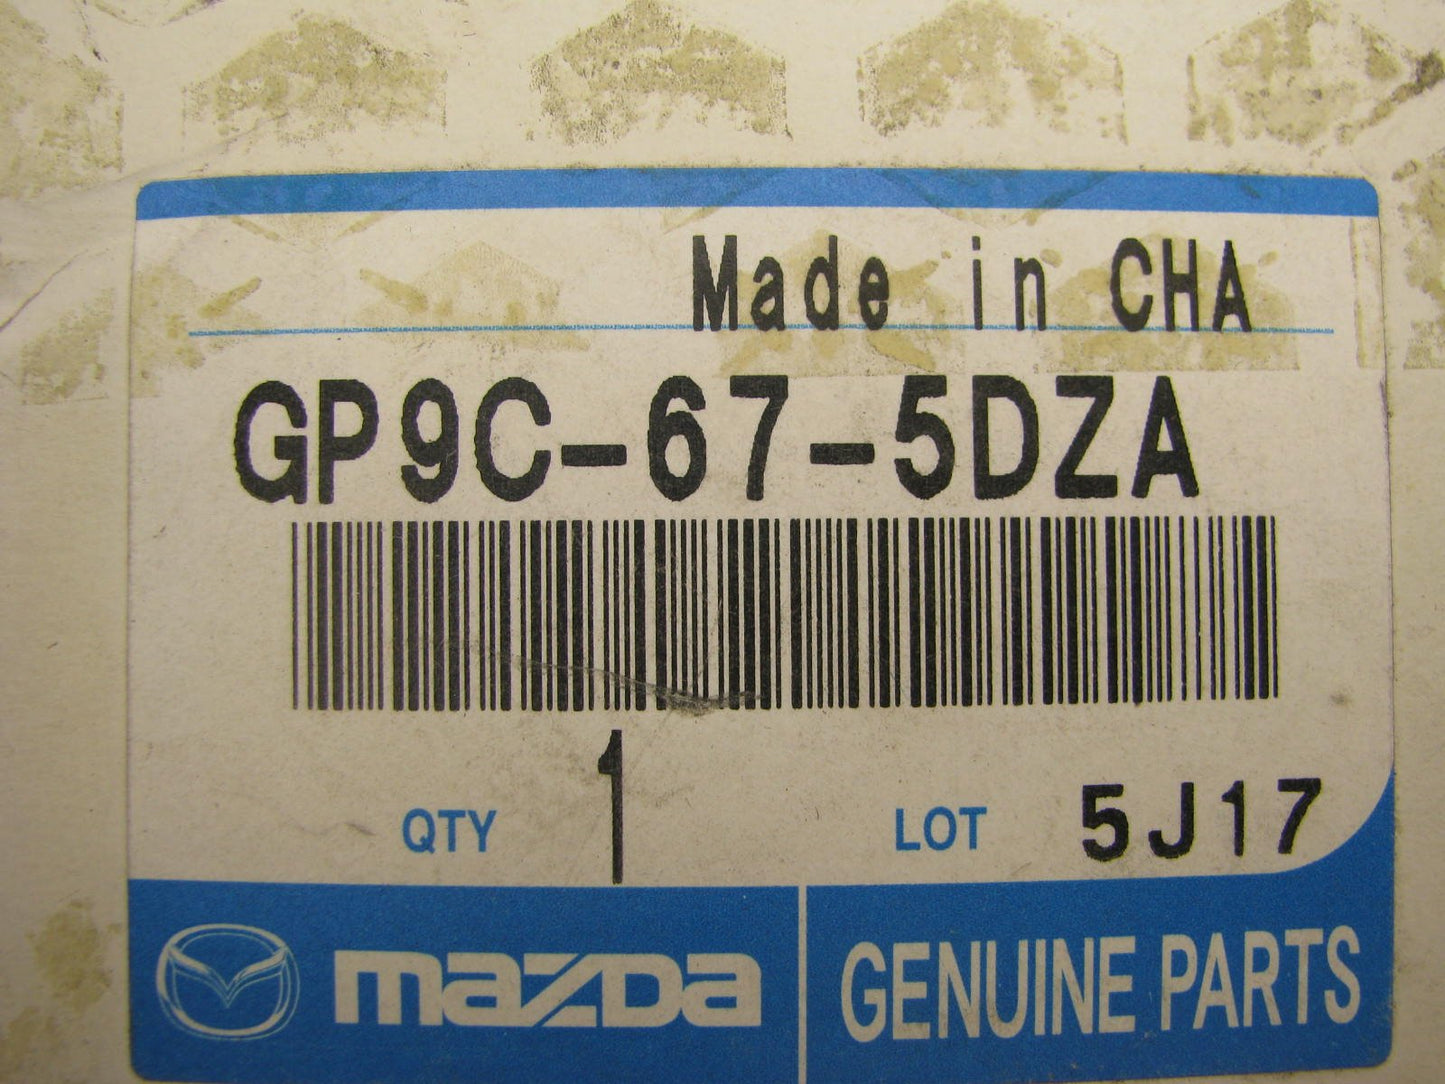 Made in CHA
GP9C-67-5DZA
QTY 1 LOT 5J17
mazda GENUINE PARTS